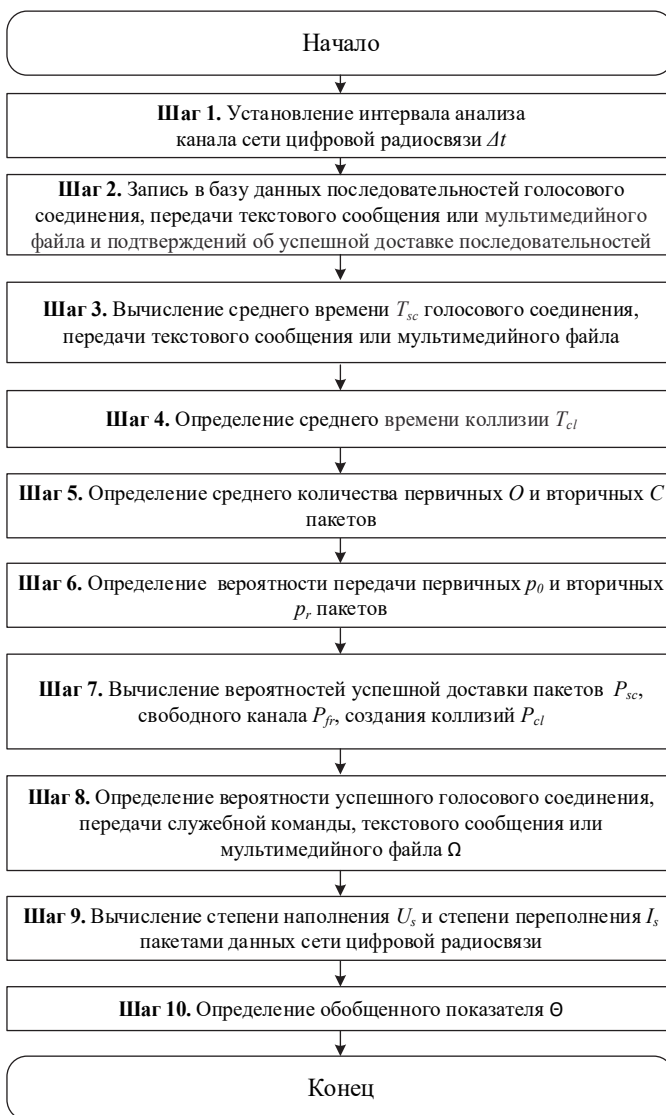 Начало
Шаг 1. Установление интервала анализа
канала сети цифровой радиосвязи Δt
Шаг 2. Запись в базу данных последовательностей голосового
соединения, передачи текстового сообщения или мультимедийного
файла и подтверждений об успешной доставке последовательностей
Шаг 3. Вычисление среднего времени Tsc голосового соединения,
передачи текстового сообщения или мультимедийного файла
Шаг 4. Определение среднего времени коллизии Tcl
Шаг 5. Определение среднего количества первичных O и вторичных C
пакетов
Шаг 6. Определение вероятности передачи первичных p0 и вторичных
pr пакетов
Шаг 7. Вычисление вероятностей успешной доставки пакетов Psc,
свободного канала Pfr, создания коллизий Pcl
Шаг 8. Определение вероятности успешного голосового соединения,
передачи служебной команды, текстового сообщения или
мультимедийного файла Ω
Шаг 9. Вычисление степени наполнения Us и степени переполнения Is
пакетами данных сети цифровой радиосвязи
Шаг 10. Определение обобщенного показателя Θ
Конец